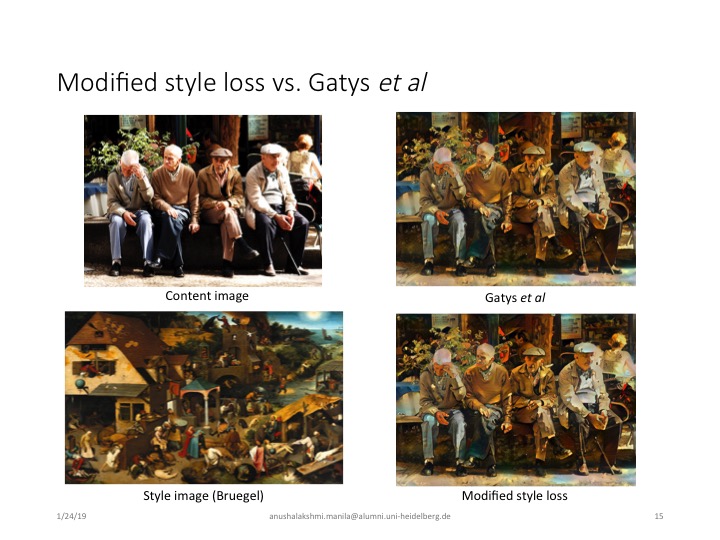 Modified style loss vs. Gatys et al
Content image
Gatys et al
Style image (Bruegel)
Modified style loss
1/24/19
anushalakshmi.manila@alumni.uni-heidelberg.de
15